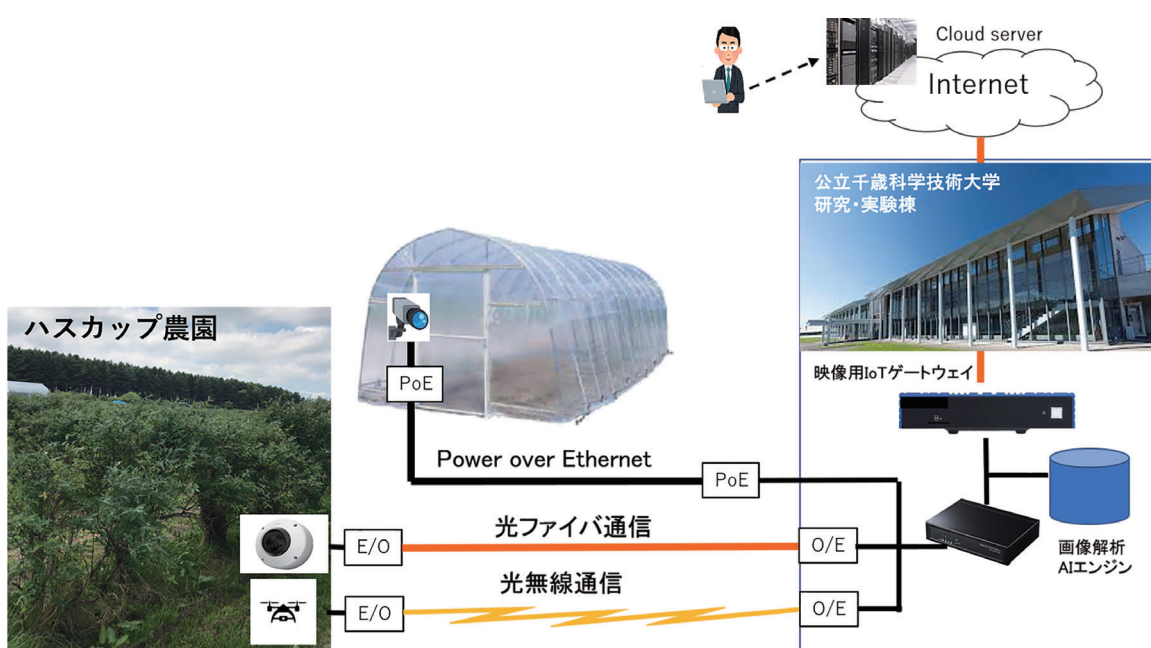 Cloud server
Internet
公立千歳科学技術大学
研究・実験棟
ハスカップ農園
映像用IoTゲートウェイ
PoE
Power over Ethernet
PoE
光ファイバ通信
E/O
O/E
画像解析
AIエンジン
光無線通信
E/O
O/E